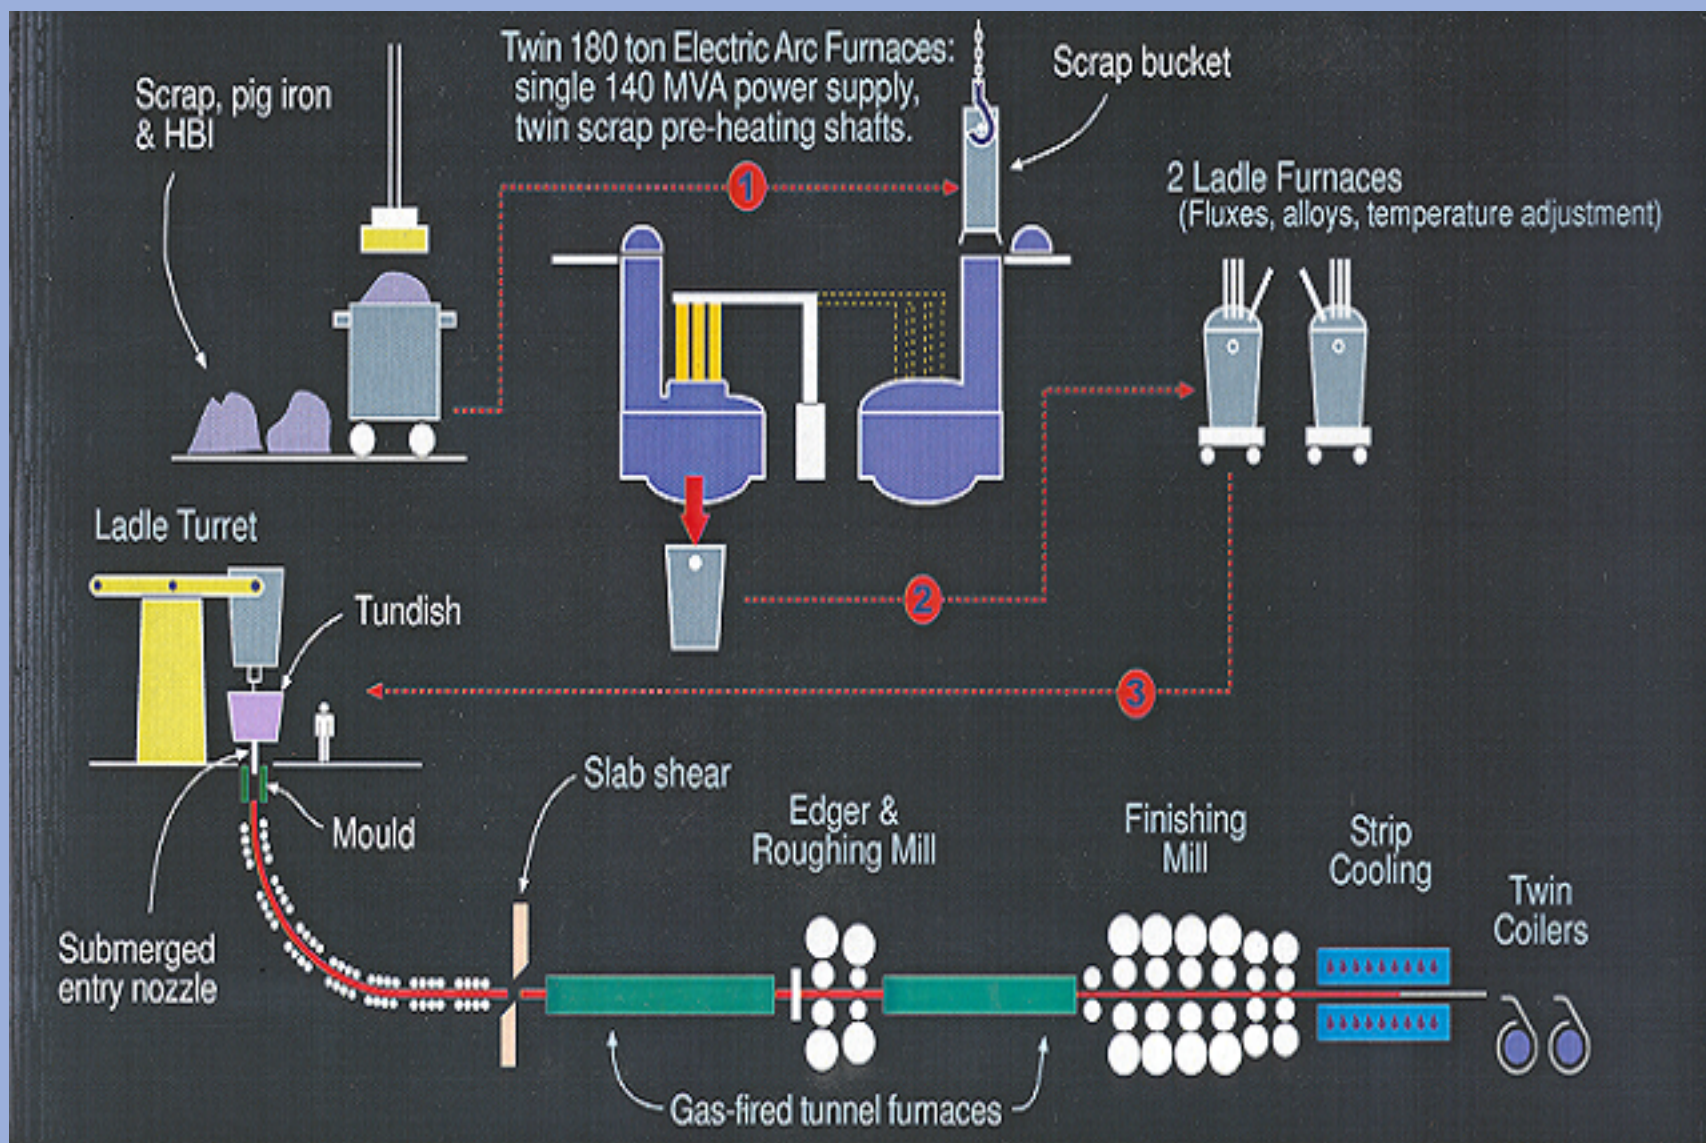 Twin 180 ton Electric Arc Furnaces:
single 140 MVA power supply,
twin scrap pre-heating shafts.
Scrap bucket
Scrap, pig iron
& HBI
1
2 Ladle Furnaces
(Fluxes, alloys, temperature adjustment)
Ladle Turret
2
Tundish
3
Slab shear
Mould
Edger &
Roughing Mill
Finishing
Mill
Strip
Cooling
Twin
Coilers
Submerged
entry nozzle
Gas-fired tunnel furnaces